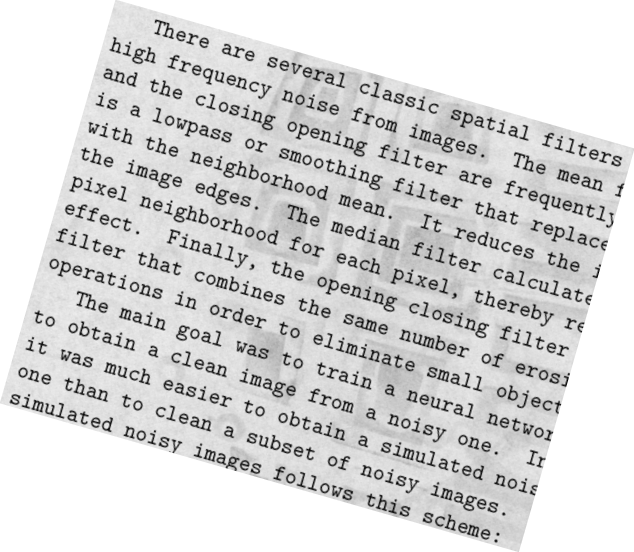 There are several classic spatial filters
high frequency noise from images. The mean
and the closing opening filter are frequently
is a lowpass or smoothing filter that replace
with the neighborhood mean. It reduces the
the image edges. The median filter calculate
pixel neighborhood for each pixel, thereby re
effect. Finally, the opening closing filter
filter that combines the same number of erosi
operations in order to eliminate small object
The main goal was to train a neural networ
to obtain a clean image from a noisy one. In
it was much easier to obtain a simulated nois
one than to clean a subset of noisy images.
simulated noisy images follows this scheme: